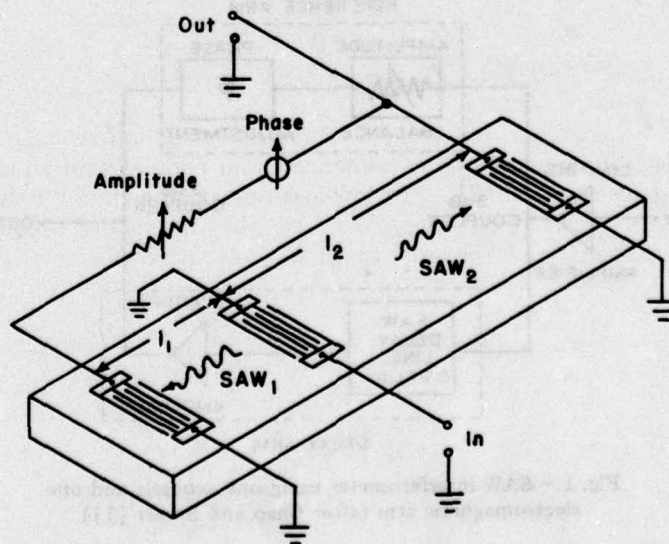 Out
Phase
Amplitude
l₂
SAW₂
l₁
SAW₁
In